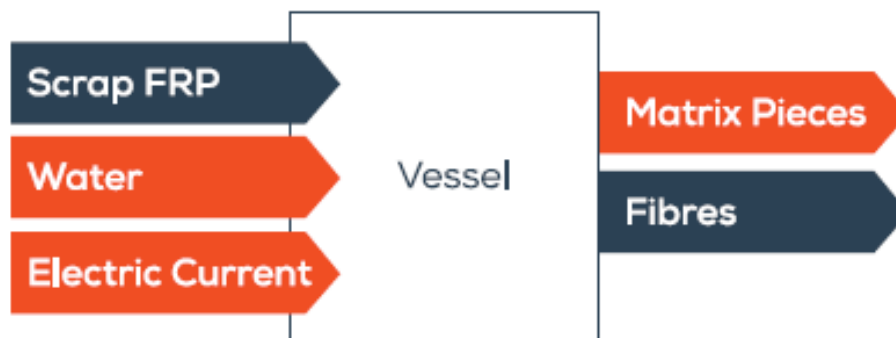 Scrap FRP
Water
Electric Current
Vessel
Matrix Pieces
Fibres